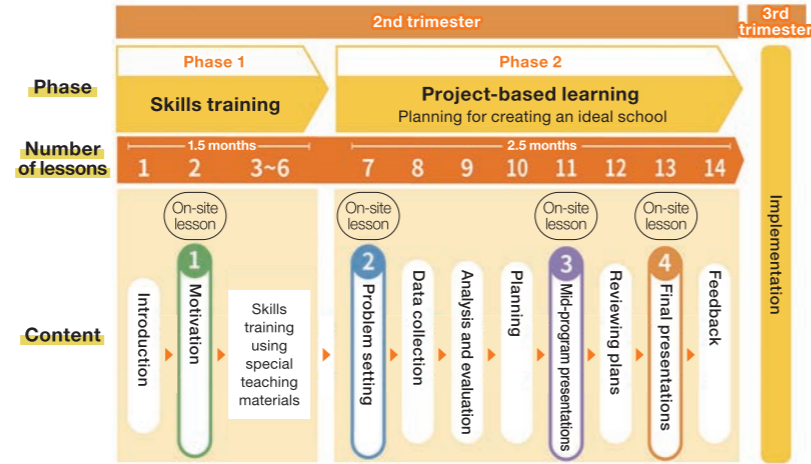 2nd trimester
3rd
trimester
Phase
Phase 1
Skills training
Phase 2
Project-based learning
Planning for creating an ideal school
Number
of lessons
1.5 months
2.5 months
1 2 3~6 7 8 9 10 11 12 13 14
Content
On-site
lesson
On-site
lesson
On-site
lesson
On-site
lesson
Introduction
1
Motivation
Skills
training
using
special
teaching
materials
2
Problem setting
Data collection
Analysis and evaluation
Planning
3
Mid-program presentations
Reviewing plans
4
Final presentations
Feedback
Implementation